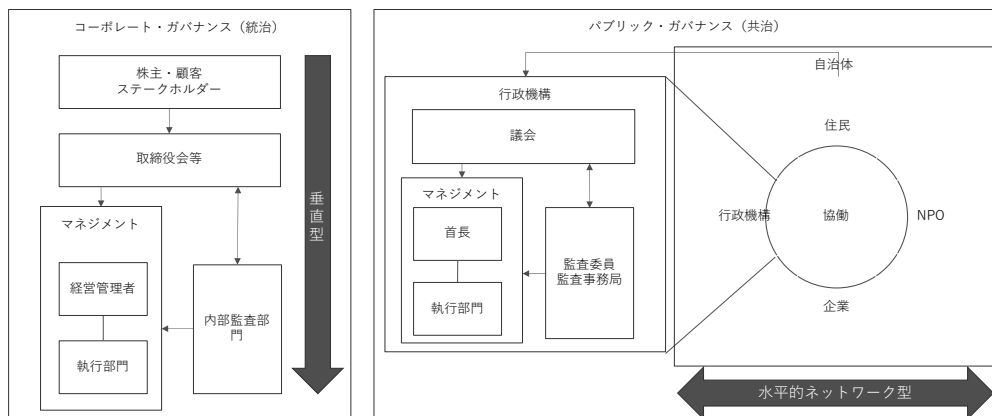 コーポレート・ガバナンス（統治）
株主・顧客
ステークホルダー
取締役会等
マネジメント
経営管理者
執行部門
内部監査部
門
垂直型
パブリック・ガバナンス（共治）
行政機構
議会
マネジメント
首長
執行部門
監査委員
監査事務局
自治体
住民
行政機構
協働
NPO
企業
水平的ネットワーク型